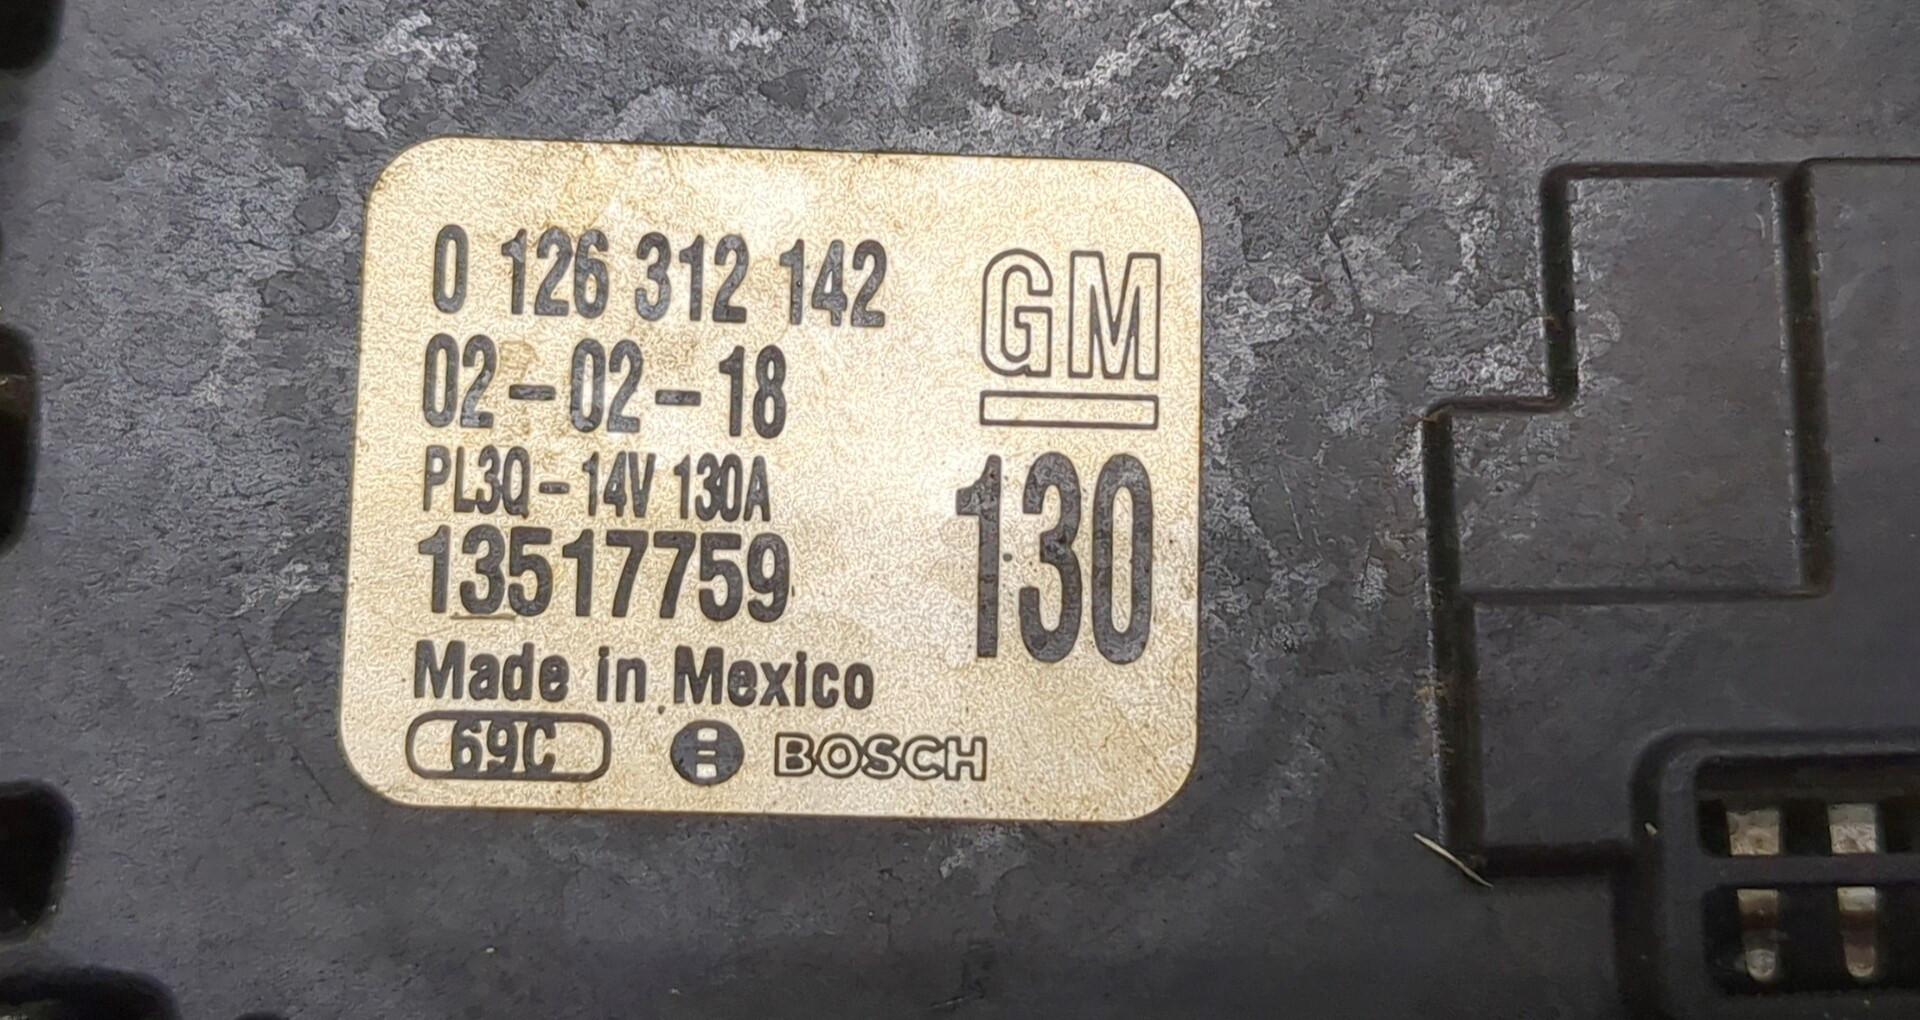 0 126 312 142
02-02-18
PL3Q-14V 130A
13517759
Made in Mexico
69C
BOSCH
GM
130